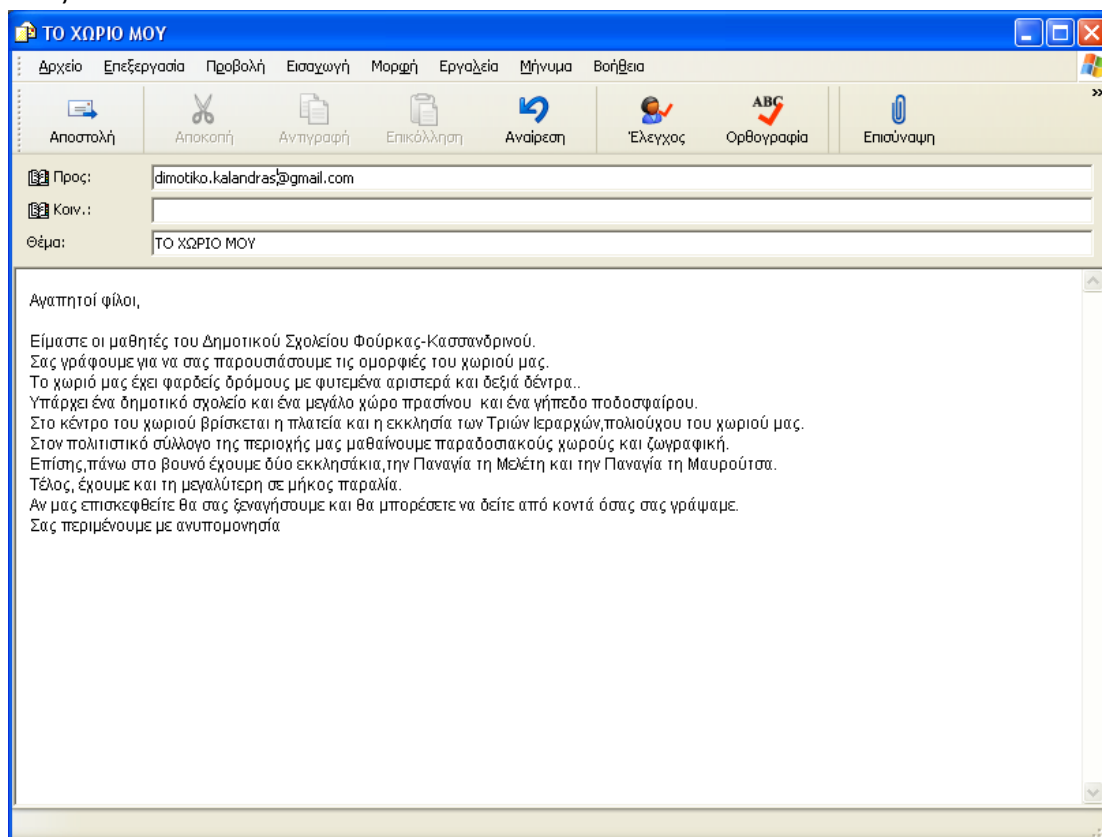 ΤΟ ΧΩΡΙΟ ΜΟΥ
Αρχείο Επεξεργασία Προβολή Εισαγωγή Μορφή Εργαλεία Μήνυμα Βοήθεια
»
ABC
Αποστολή Αποκοπή Αντιγραφή Επικόλληση Αναίρεση Έλεγχος Ορθογραφία Επισύναψη
Προς: dimotiko.kalandras@gmail.com
Κοιν.:
Θέμα: ΤΟ ΧΩΡΙΟ ΜΟΥ
Αγαπητοί φίλοι,
Είμαστε οι μαθητές του Δημοτικού Σχολείου Φούρκας-Κασσανδρινού.
Σας γράφουμε για να σας παρουσιάσουμε τις ομορφιές του χωριού μας.
Το χωριό μας έχει φαρδείς δρόμους με φυτεμένα αριστερά και δεξιά δέντρα..
Υπάρχει ένα δημοτικό σχολείο και ένα μεγάλο χώρο πρασίνου και ένα γήπεδο ποδοσφαίρου.
Στο κέντρο του χωριού βρίσκεται η πλατεία και η εκκλησία των Τριών Ιεραρχών,πολιούχου του χωριού μας.
Στον πολιτιστικό σύλλογο της περιοχής μας μαθαίνουμε παραδοσιακούς χωρούς και ζωγραφική.
Επίσης,πάνω στο βουνό έχουμε δύο εκκλησάκια,την Παναγία τη Μελέτη και την Παναγία τη Μαυρούτσα.
Τέλος, έχουμε και τη μεγαλύτερη σε μήκος παραλία.
Αν μας επισκεφθείτε θα σας ξεναγήσουμε και θα μπορέσετε να δείτε από κοντά όσας σας γράψαμε.
Σας περιμένουμε με ανυπομονησία